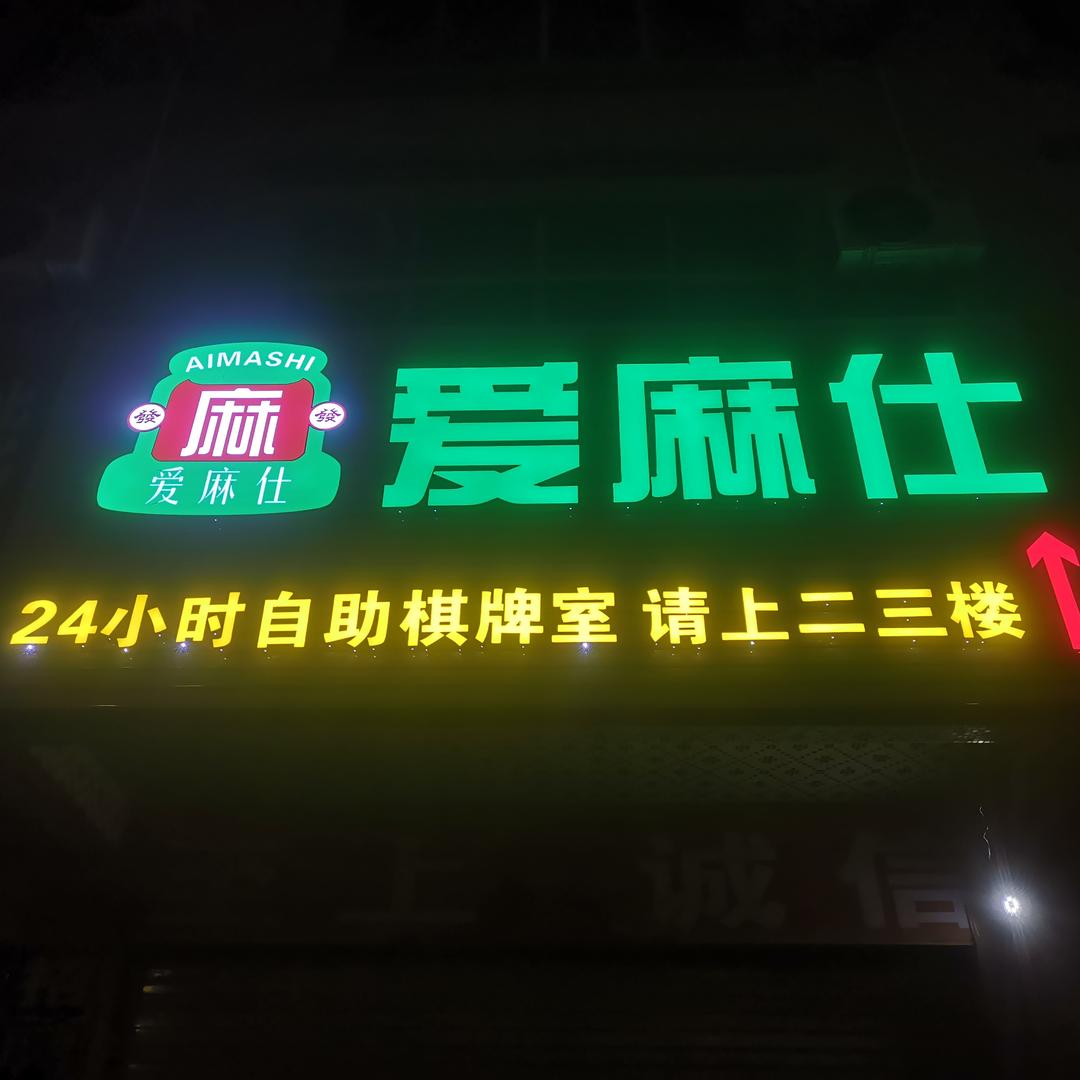 AIMASHI
發 麻 發
爱麻仕
爱麻仕
24小时自助棋牌室 请上二三楼
诚信